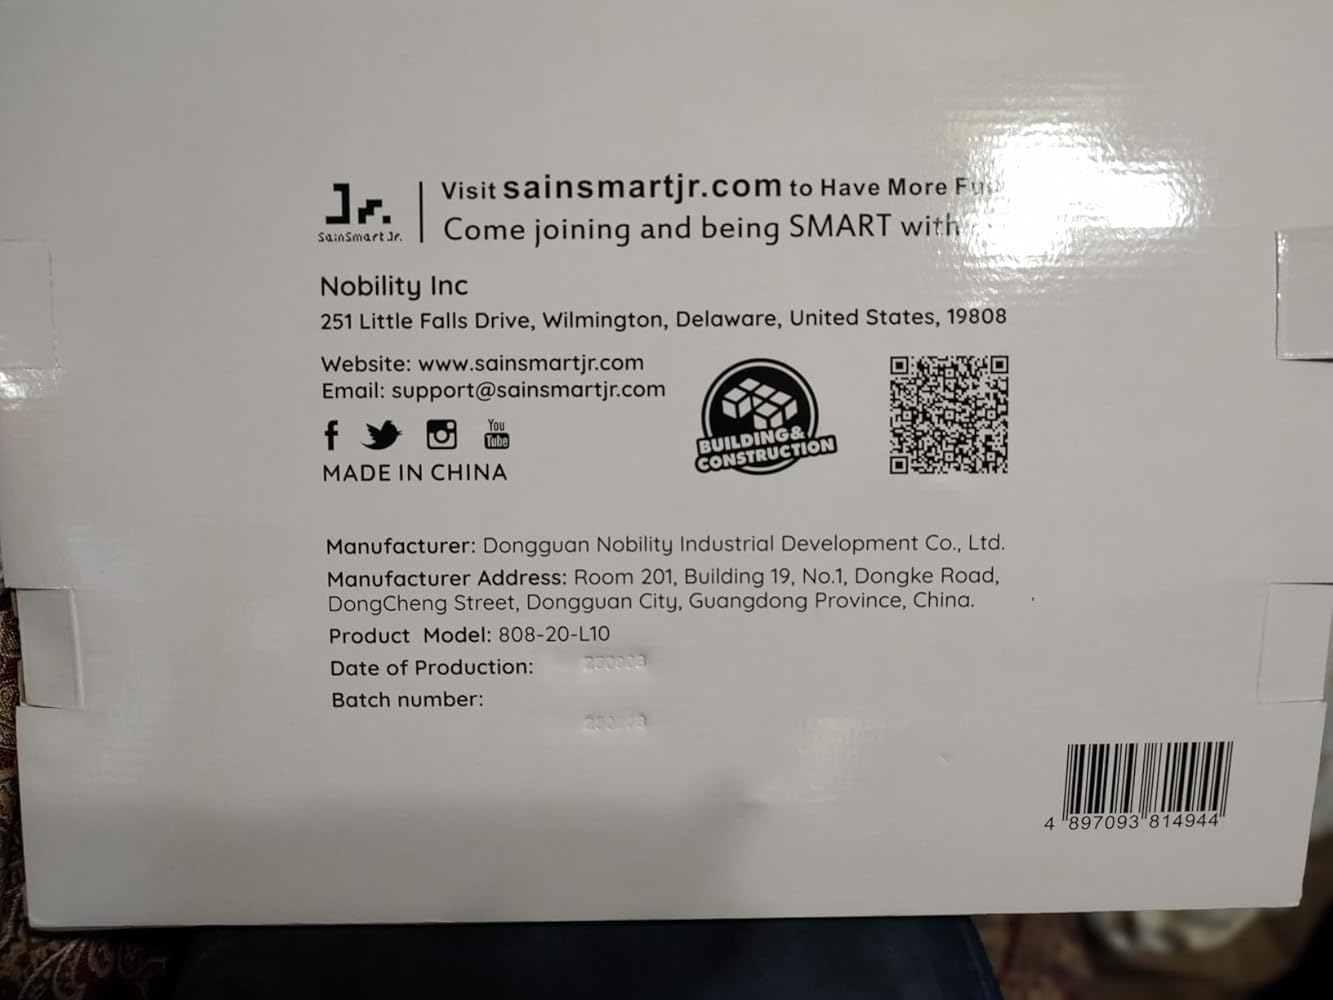 Jr.
SainSmart Jr.
Visit sainsmartjr.com to Have More Fun
Come joining and being SMART with
Nobility Inc
251 Little Falls Drive, Wilmington, Delaware, United States, 19808
Website: www.sainsmartjr.com
Email: support@sainsmartjr.com
You
Tube
MADE IN CHINA
BUILDING&
CONSTRUCTION
Manufacturer: Dongguan Nobility Industrial Development Co., Ltd.
Manufacturer Address: Room 201, Building 19, No.1, Dongke Road,
DongCheng Street, Dongguan City, Guangdong Province, China.
Product Model: 808-20-L10
Date of Production:
Batch number:
4 897093 814944